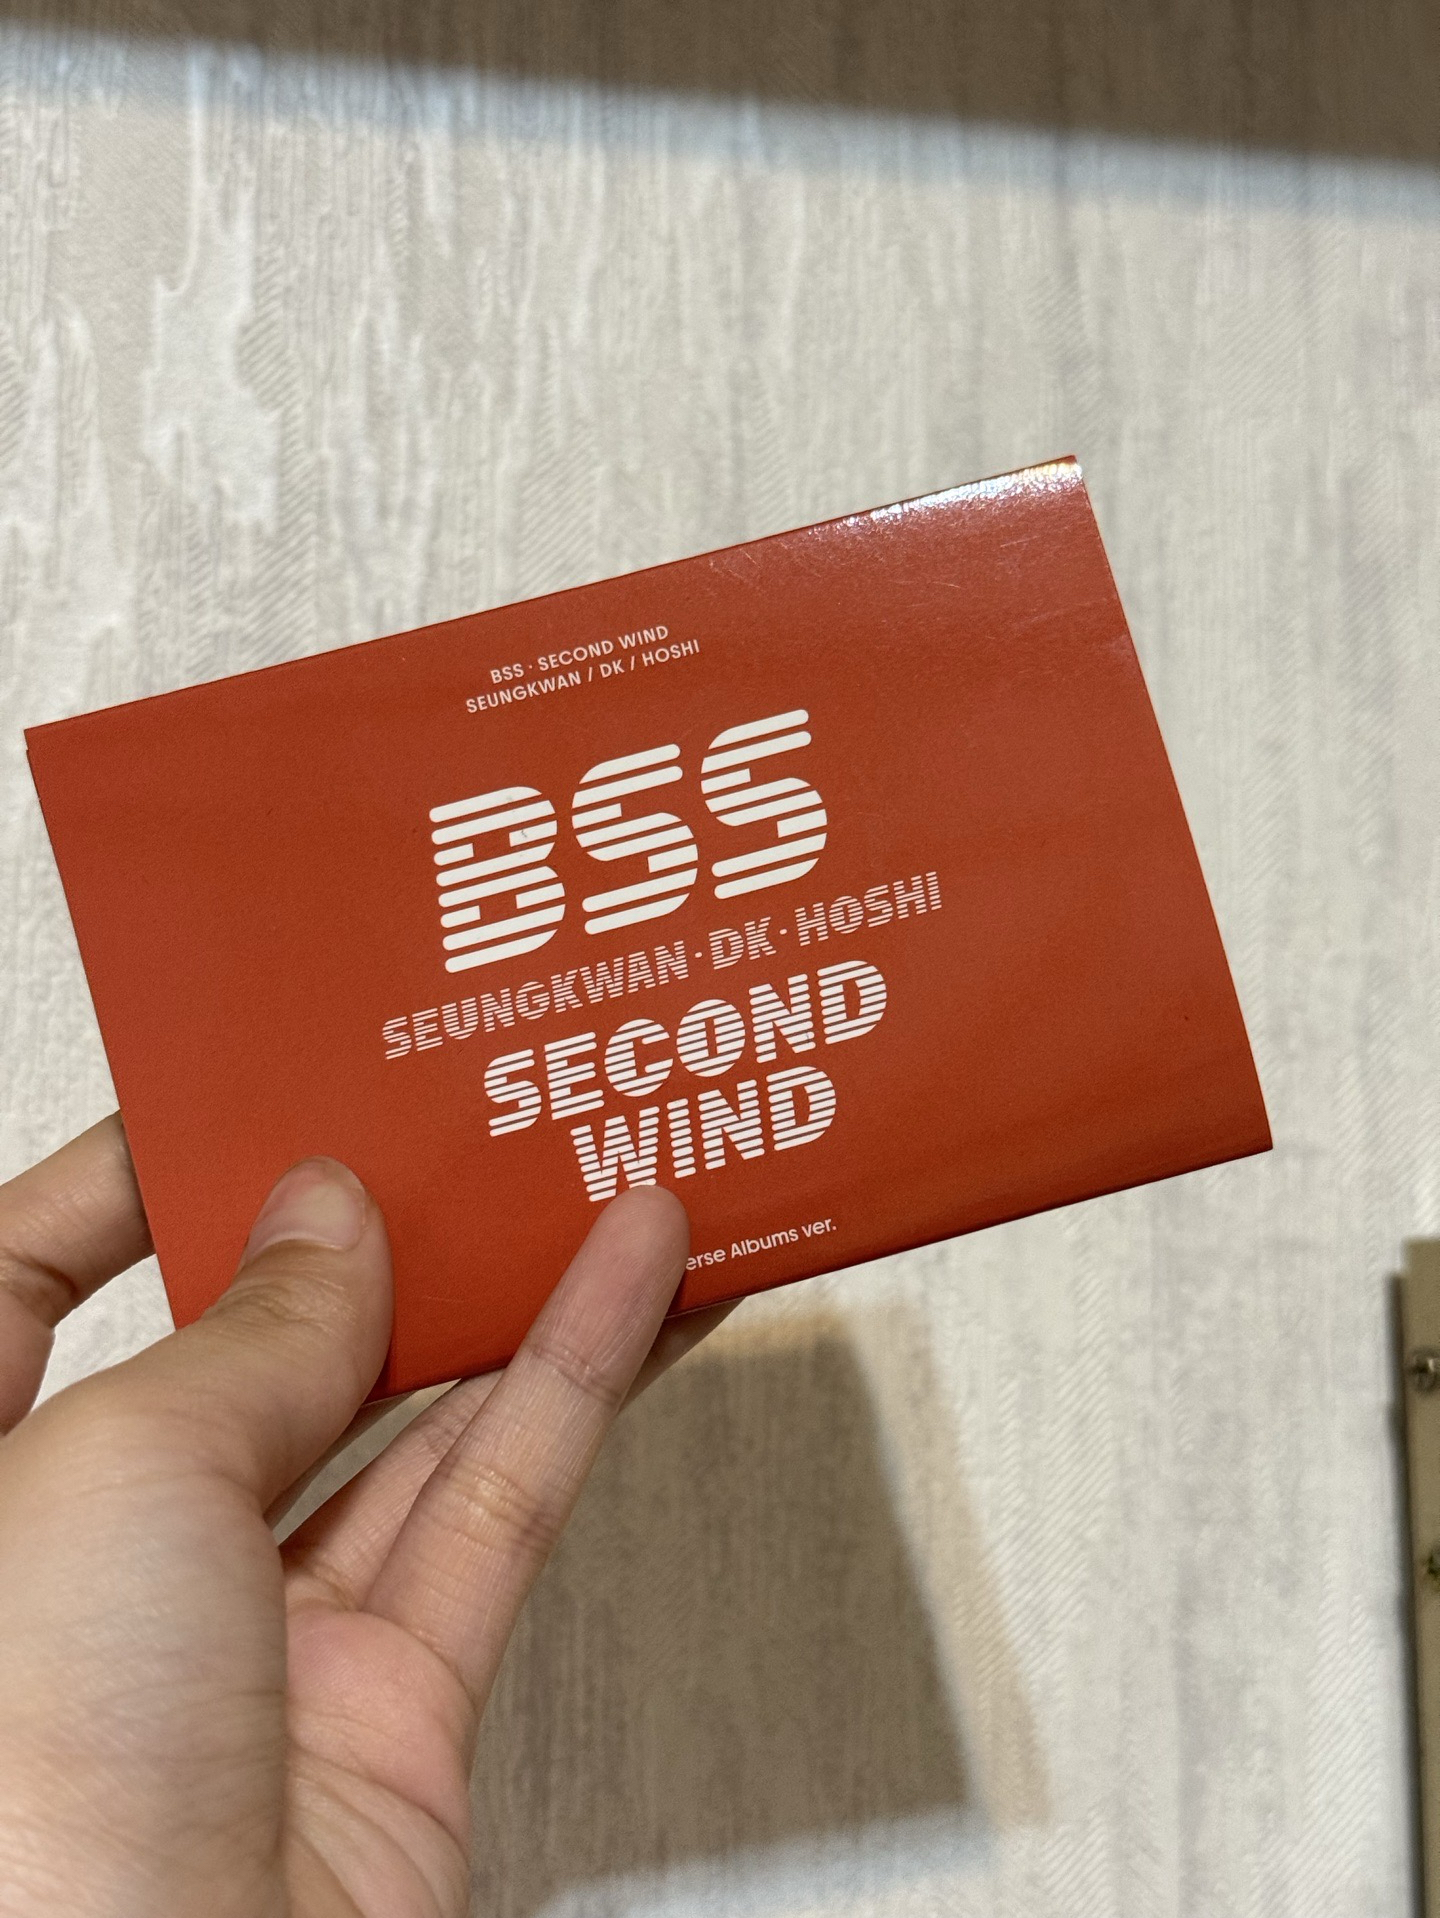 BSS · SECOND WIND
SEUNGKWAN / DK / HOSHI
BSS
SEUNGKWAN · DK · HOSHI
SECOND
WIND
Albums ver.